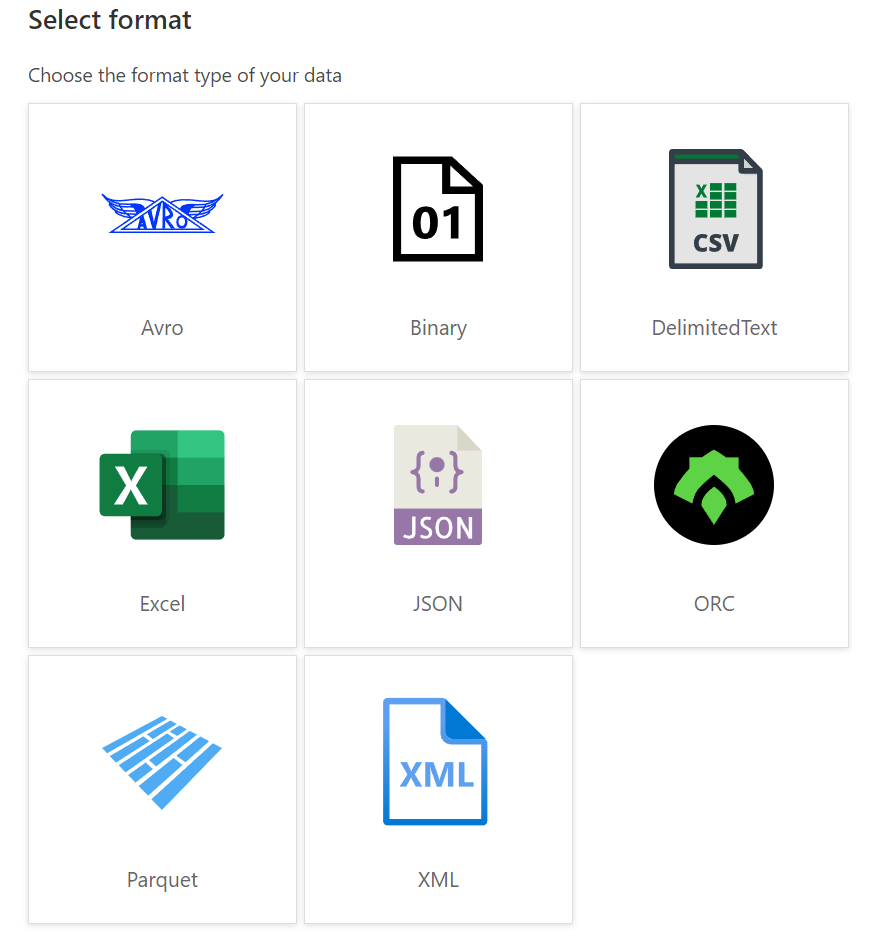 Select format
Choose the format type of your data
AVRO
01
X
CSV
Avro
Binary
DelimitedText
X
{ }
JSON
Excel
JSON
ORC
XML
Parquet
XML